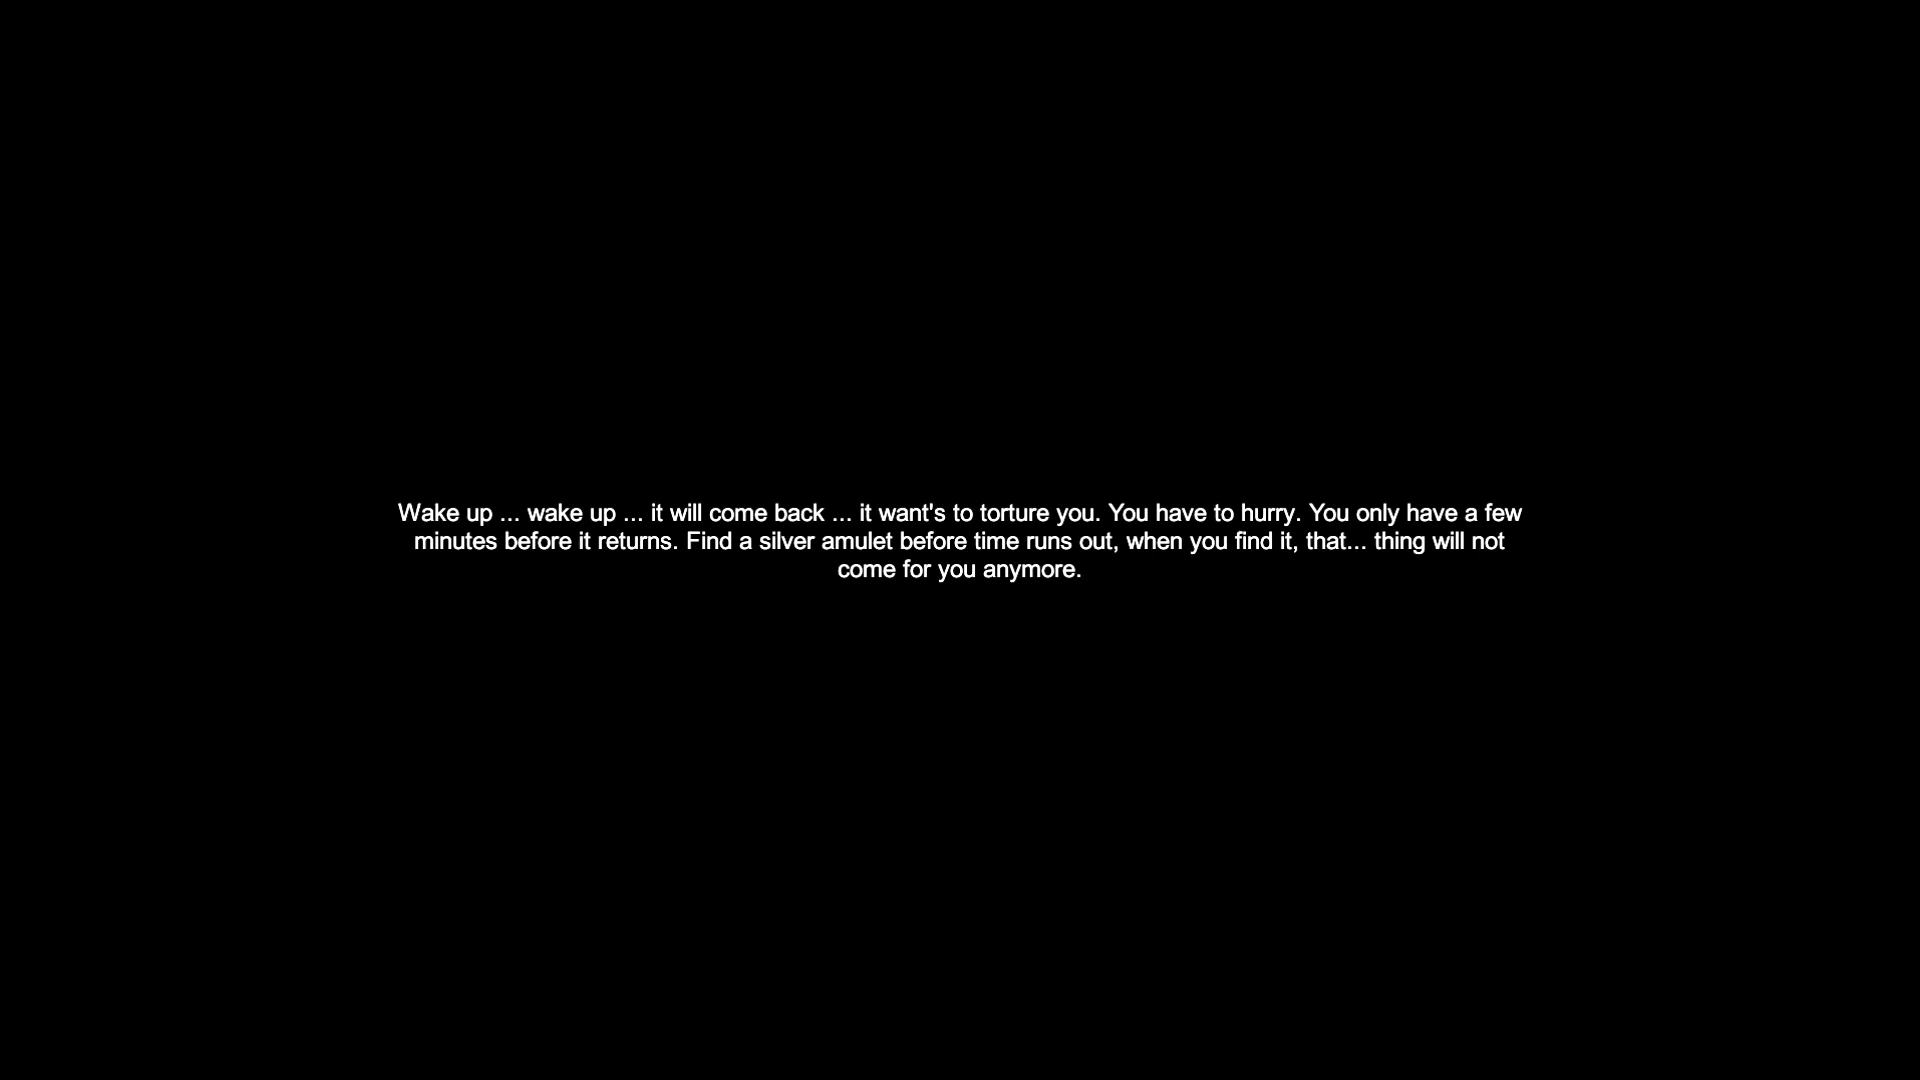 Wake up ... wake up ... it will come back ... it want's to torture you. You have to hurry. You only have a few
minutes before it returns. Find a silver amulet before time runs out, when you find it, that... thing will not
come for you anymore.